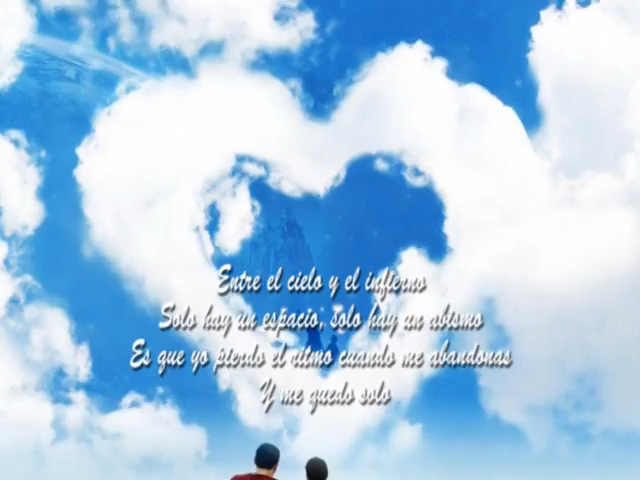 Entre el cielo y el infierno
Solo hay un espacio, solo hay un abismo
Es que yo pierdo el ritmo cuando me abandonas
Y me quedo solo